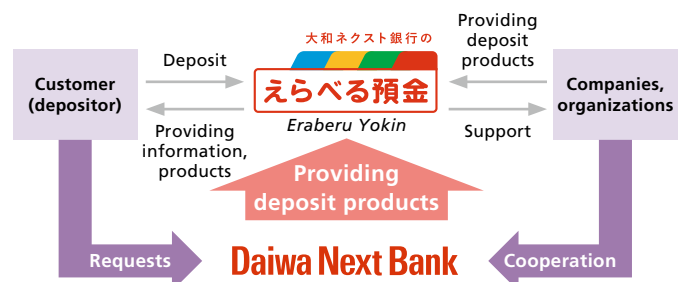 Customer
(depositor)
Deposit
Providing
information,
products
大和ネクスト銀行の
えらべる預金
Eraberu Yokin
Providing
deposit
products
Support
Companies,
organizations
Providing
deposit products
Requests
Daiwa Next Bank
Cooperation